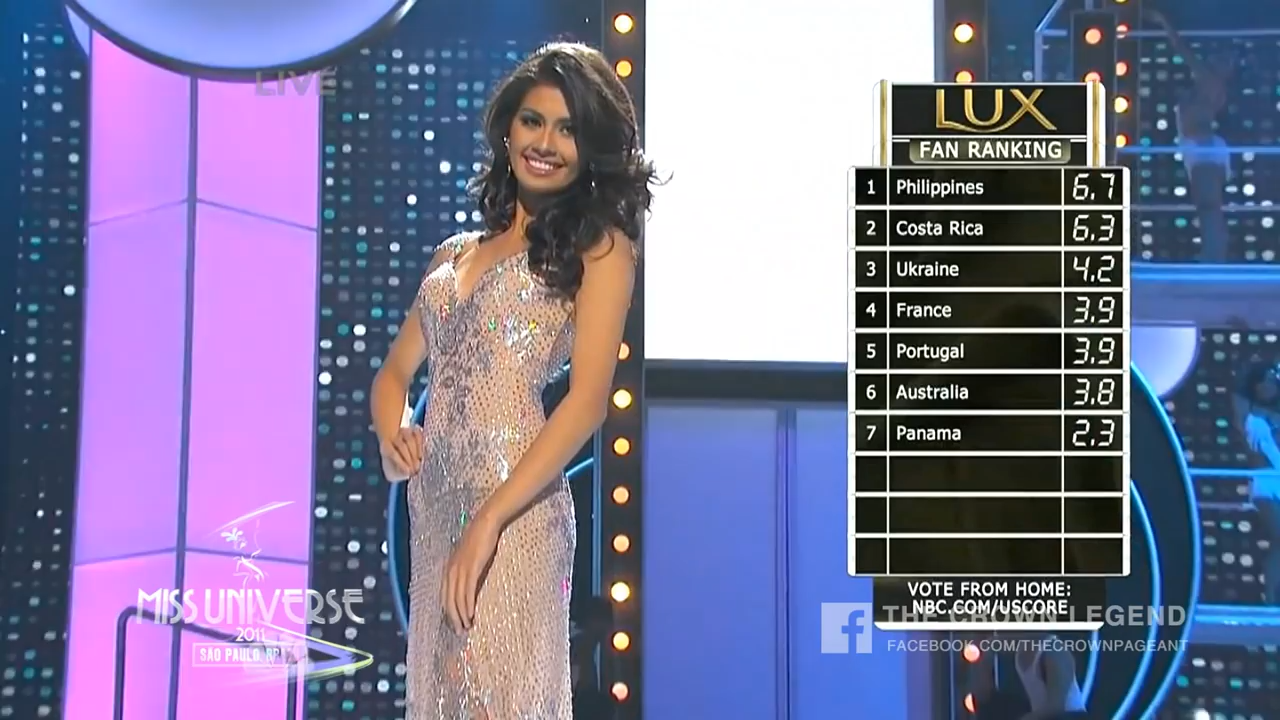 LIVE
LUX
FAN RANKING
1 Philippines 6.7
2 Costa Rica 6.3
3 Ukraine 4.2
4 France 3.9
5 Portugal 3.9
6 Australia 3.8
7 Panama 2.3
VOTE FROM HOME:
NBC.COM/USCORE
MISS UNIVERSE
2011
SÃO PAULO,
f THE CROWN LEGEND
FACEBOOK.COM/THECROWNPAGEANT